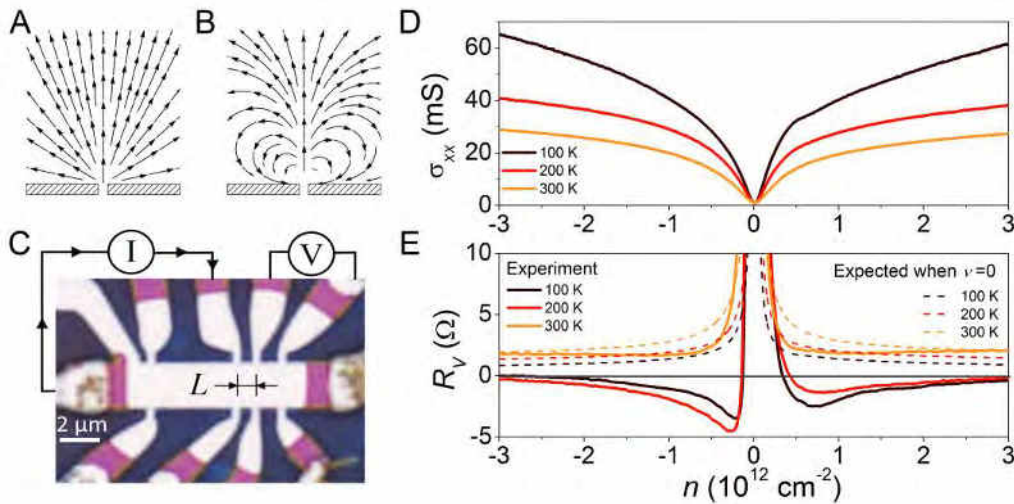 A
B
C
I
V
L
2 μm
D
σxx (mS)
60
40
20
0
100 K
200 K
300 K
-3 -2 -1 0 1 2 3
E
R_V (Ω)
10
5
0
-5
Experiment
100 K
200 K
300 K
Expected when ν=0
100 K
200 K
300 K
-3 -2 -1 0 1 2 3
n (10¹² cm⁻²)